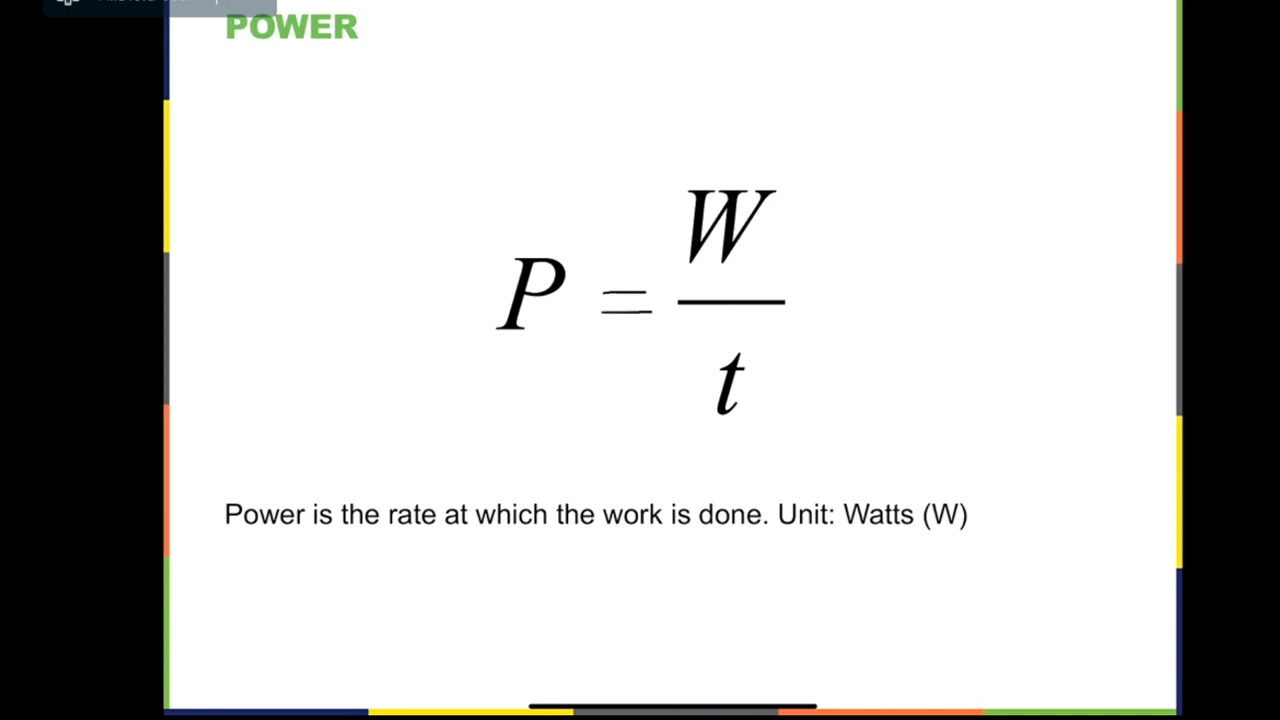 POWER
P = W
t
Power is the rate at which the work is done. Unit: Watts (W)